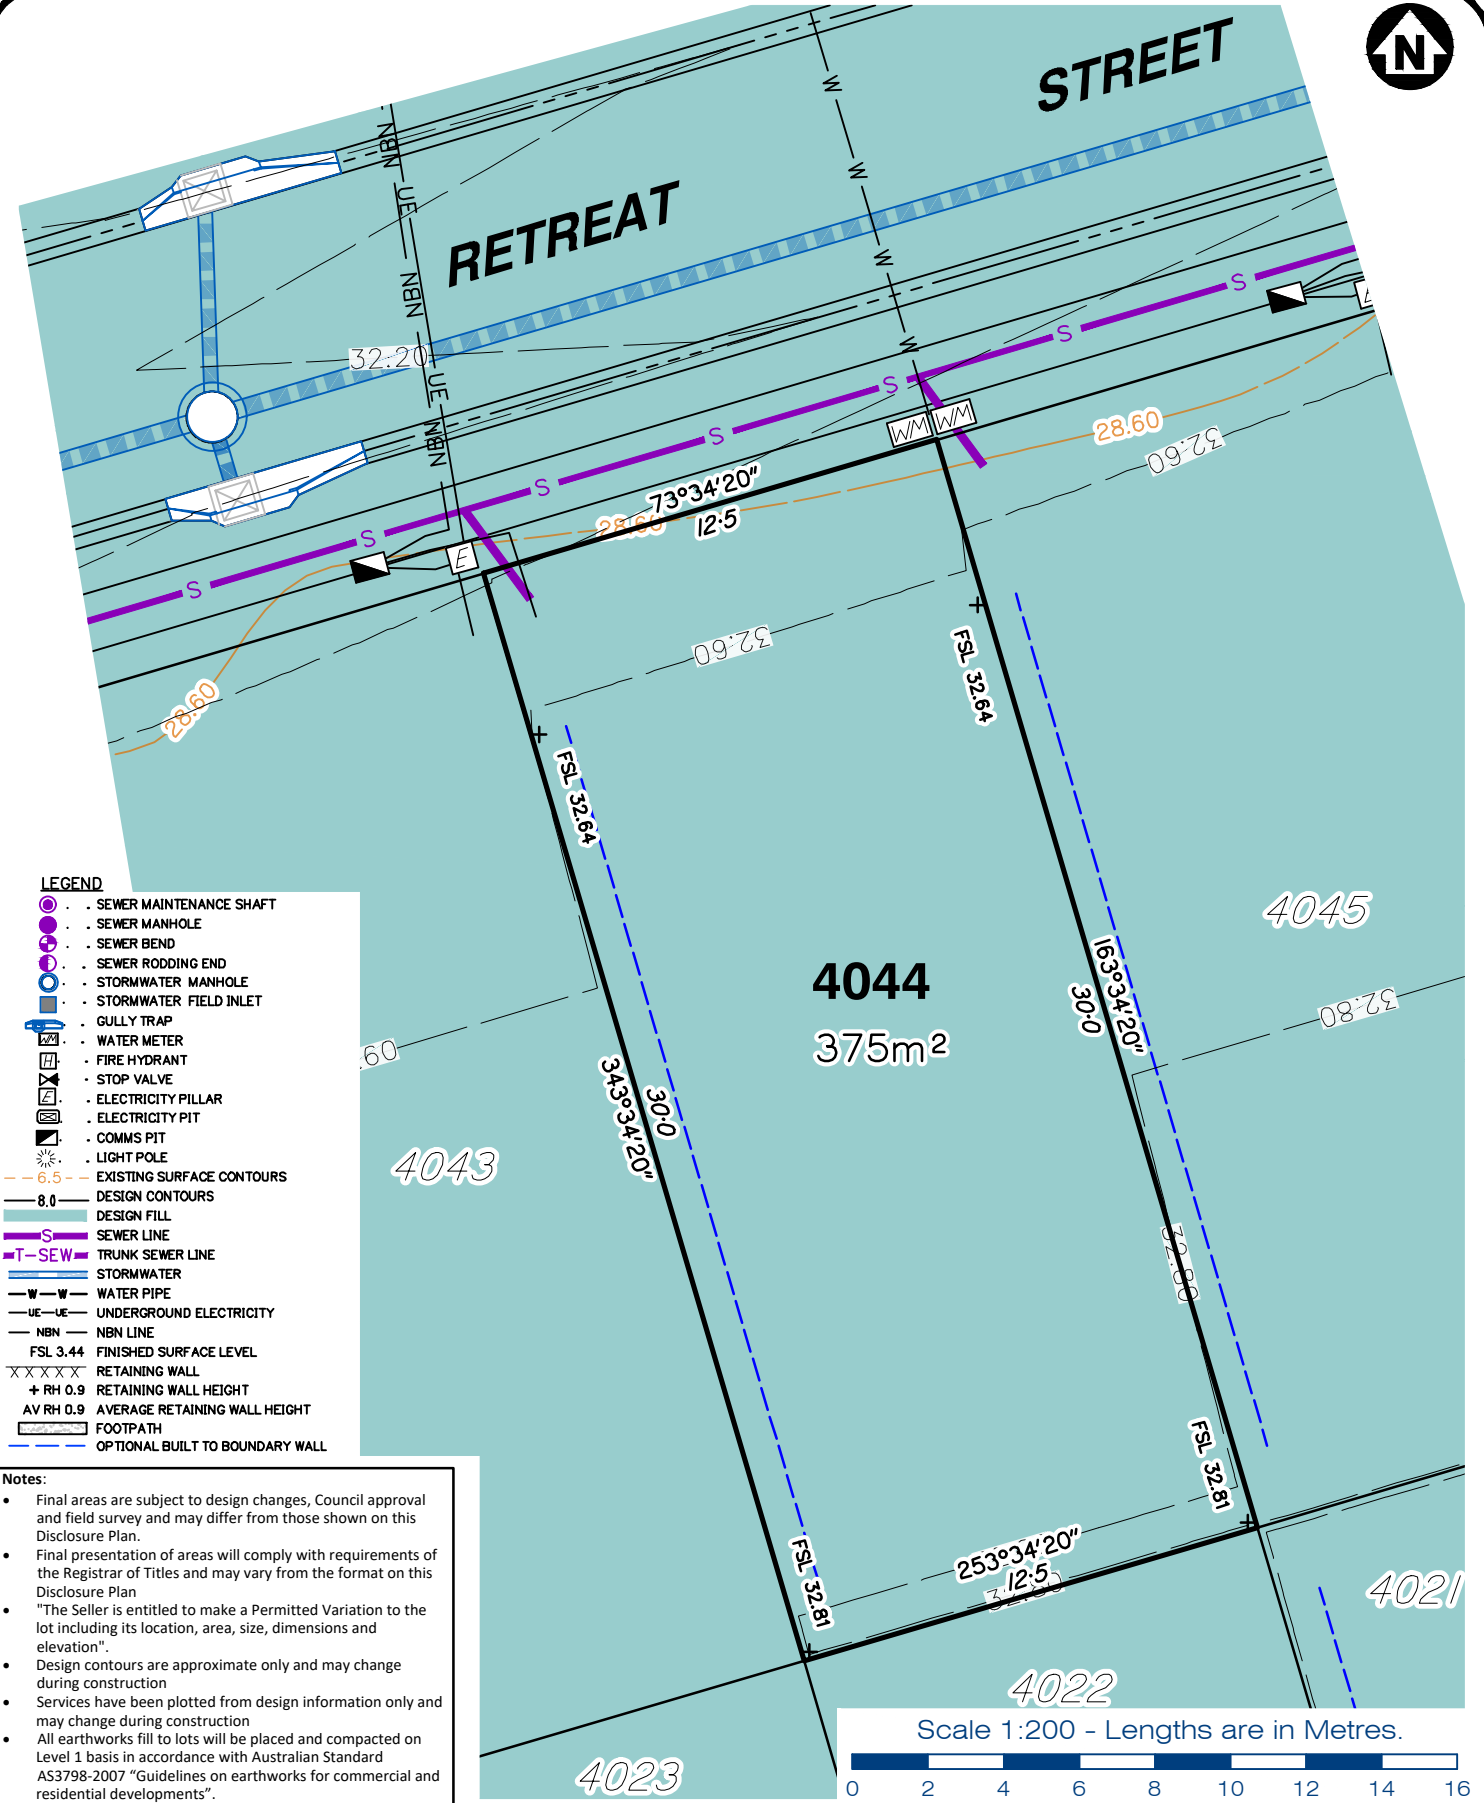 N
STREET
RETREAT
W
W
W
W
NBN
NBN
UE
NBN
UE
NBN
32.20
S
S
S
S
S
S
S
WM
WM
E
28.60
32.60
73°34'20"
12·5
28.60
28.60
32.60
FSL 32.64
FSL 32.64
4045
4044
375m²
163°34'20"
30·0
32.80
343°34'20"
30·0
4043
32.80
FSL 32.81
FSL 32.81
253°34'20"
12·5
32.80
4021
4022
4023
LEGEND
SEWER MAINTENANCE SHAFT
SEWER MANHOLE
SEWER BEND
SEWER RODDING END
STORMWATER MANHOLE
STORMWATER FIELD INLET
GULLY TRAP
WM WATER METER
H FIRE HYDRANT
STOP VALVE
E ELECTRICITY PILLAR
ELECTRICITY PIT
COMMS PIT
LIGHT POLE
6.5 EXISTING SURFACE CONTOURS
8.0 DESIGN CONTOURS
DESIGN FILL
S SEWER LINE
T-SEW TRUNK SEWER LINE
STORMWATER
W W WATER PIPE
UE UE UNDERGROUND ELECTRICITY
NBN NBN LINE
FSL 3.44 FINISHED SURFACE LEVEL
X X X X X RETAINING WALL
+ RH 0.9 RETAINING WALL HEIGHT
AV RH 0.9 AVERAGE RETAINING WALL HEIGHT
FOOTPATH
OPTIONAL BUILT TO BOUNDARY WALL
Notes:
• Final areas are subject to design changes, Council approval
and field survey and may differ from those shown on this
Disclosure Plan.
• Final presentation of areas will comply with requirements of
the Registrar of Titles and may vary from the format on this
Disclosure Plan
• "The Seller is entitled to make a Permitted Variation to the
lot including its location, area, size, dimensions and
elevation".
• Design contours are approximate only and may change
during construction
• Services have been plotted from design information only and
may change during construction
• All earthworks fill to lots will be placed and compacted on
Level 1 basis in accordance with Australian Standard
AS3798-2007 “Guidelines on earthworks for commercial and
residential developments”.
Scale 1:200 - Lengths are in Metres.
0 2 4 6 8 10 12 14 16